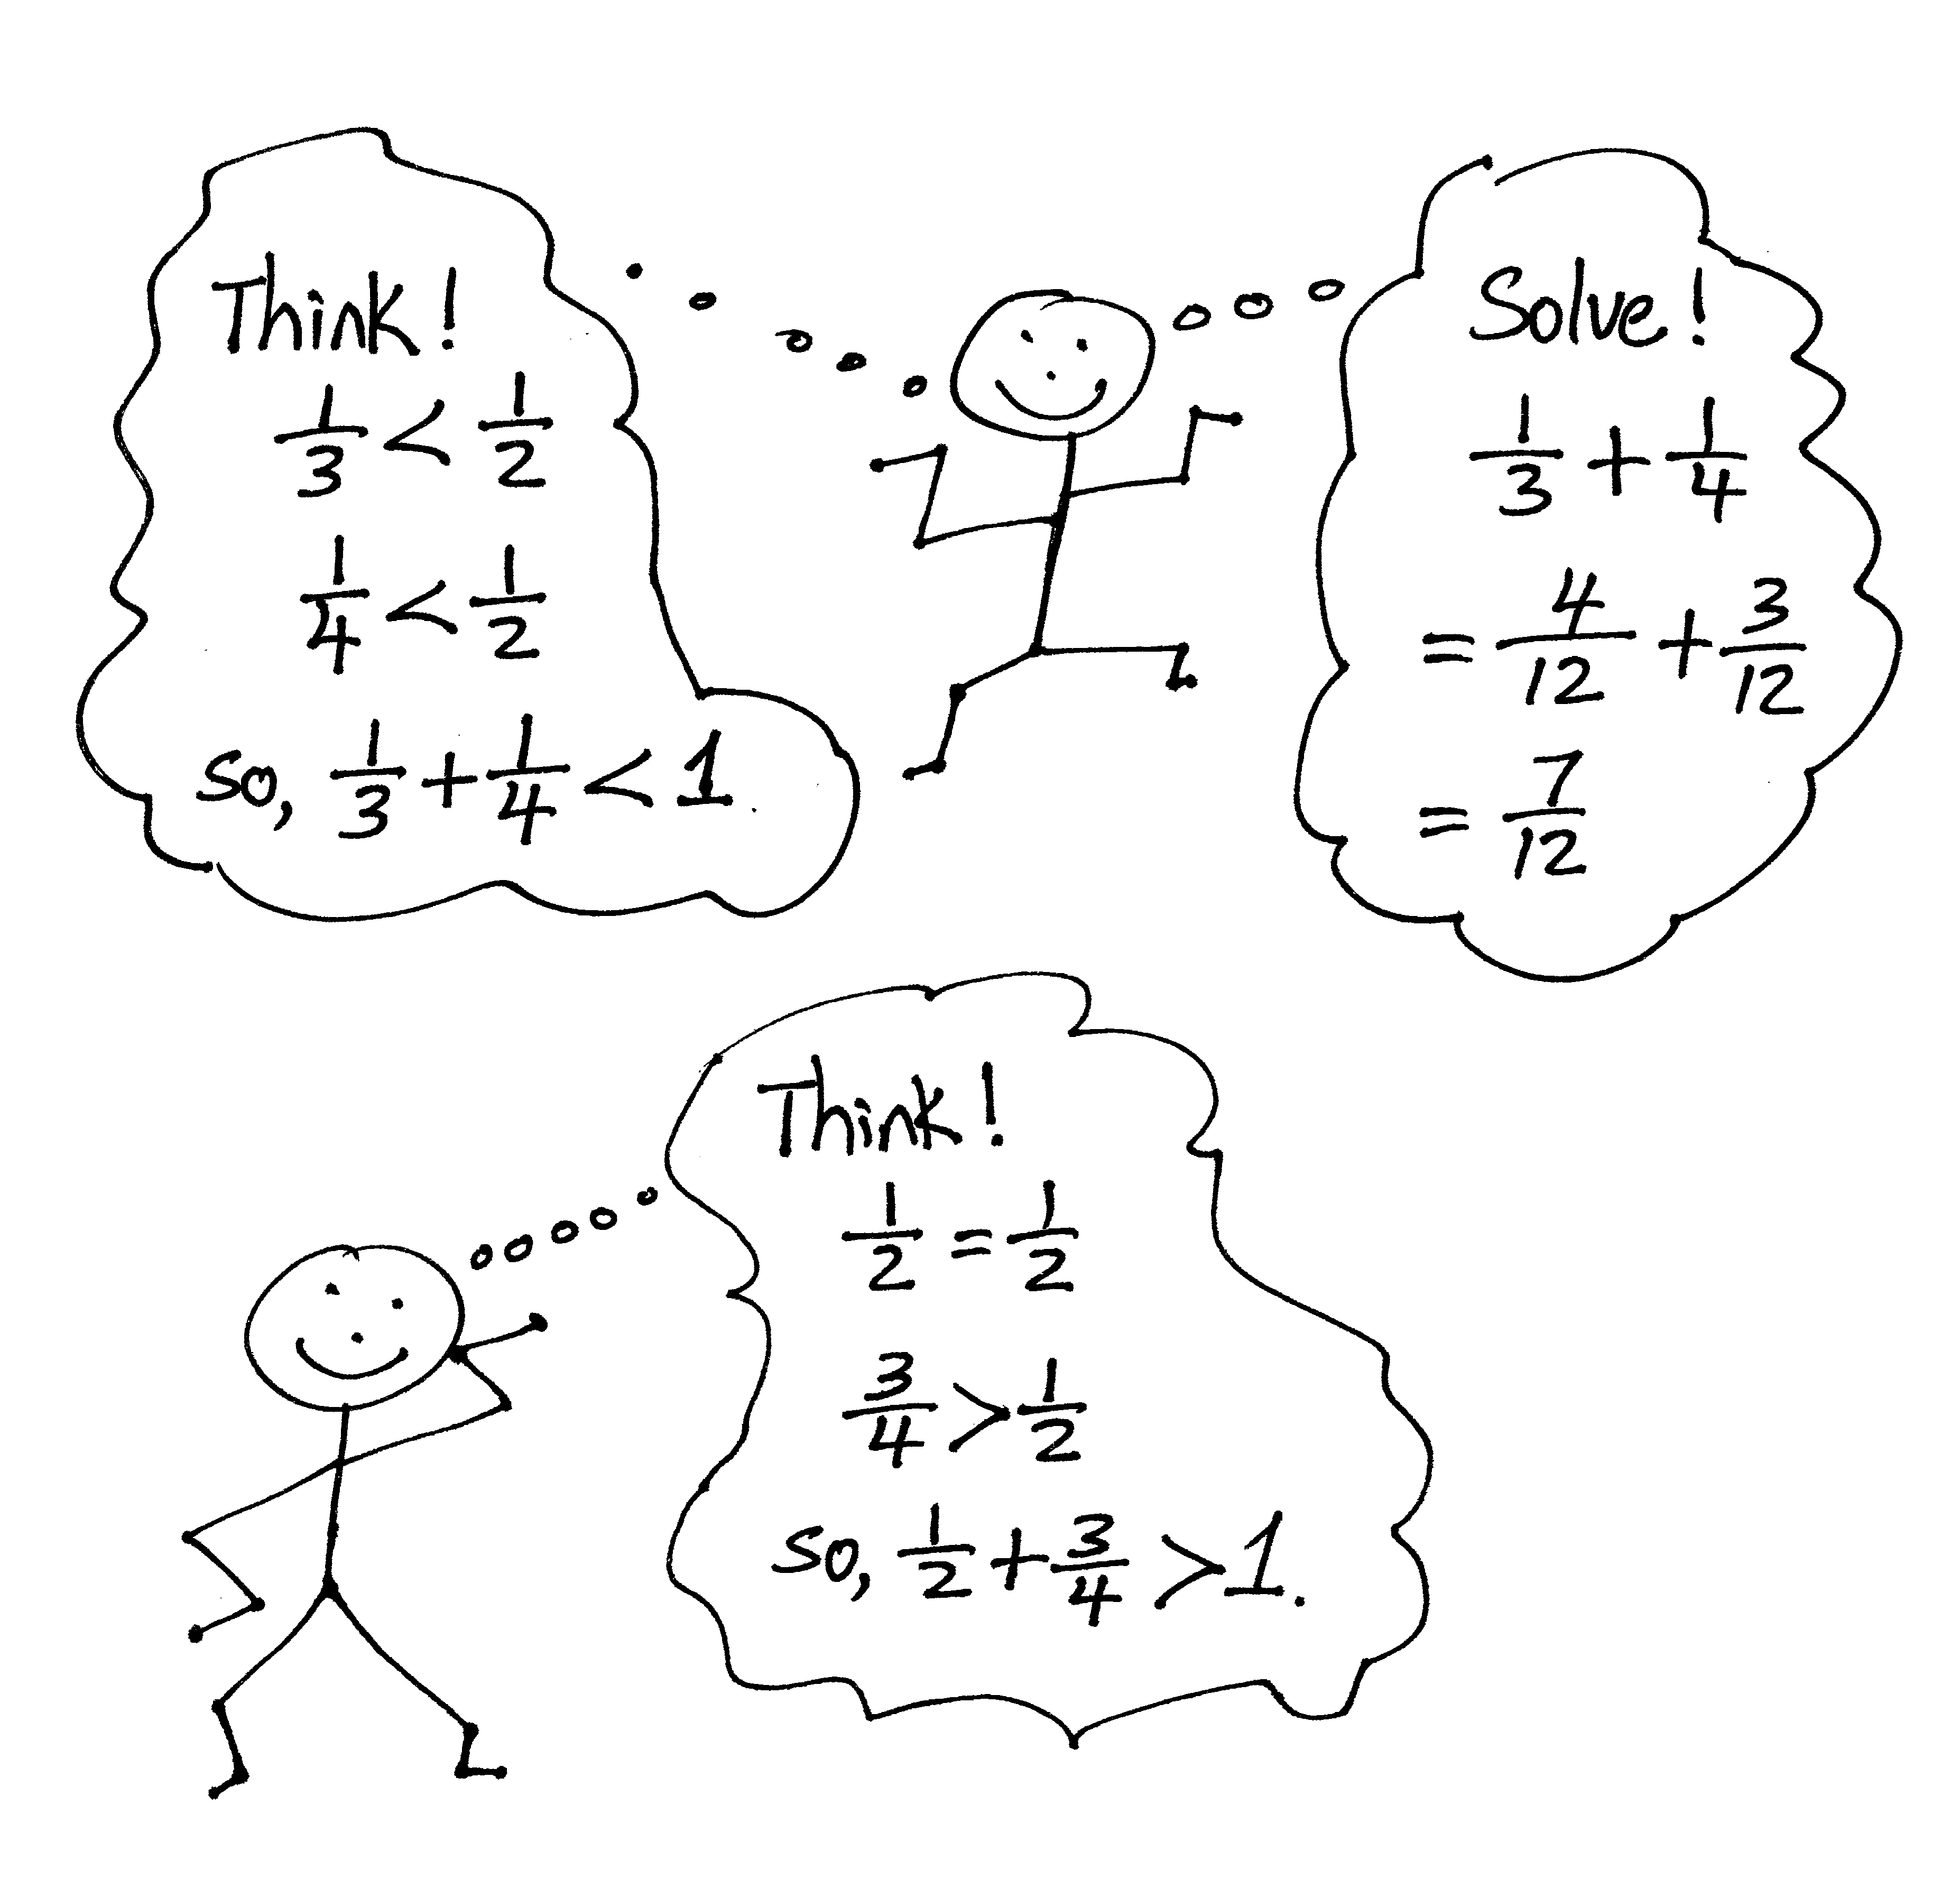 Think!
1/3 < 1/2
1/4 < 1/2
so, 1/3 + 1/4 < 1.
Solve!
1/3 + 1/4
= 4/12 + 3/12
= 7/12
Think!
1/2 = 1/2
3/4 > 1/2
so, 1/2 + 3/4 > 1.